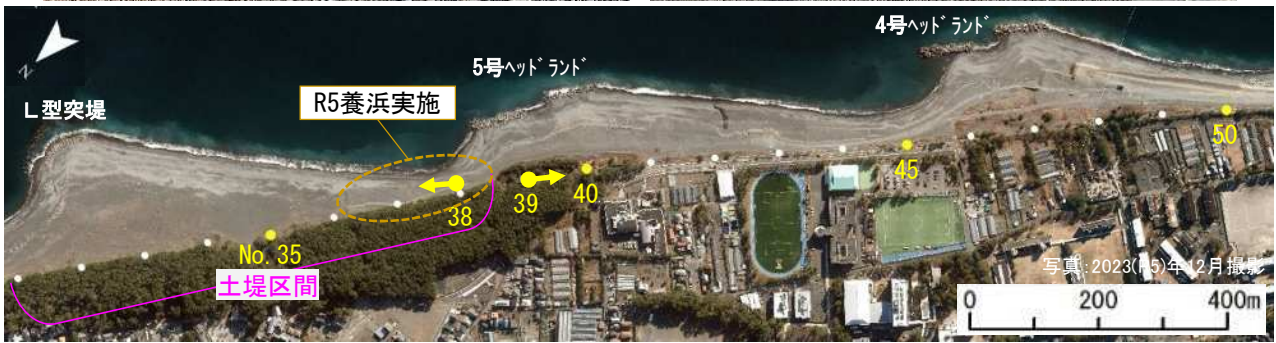 4号ヘッドランド
5号ヘッドランド
Z
L型突堤
R5養浜実施
50
45
40
39
38
No.35
土堤区間
写真:2023(R5)年12月撮影
0 200 400m